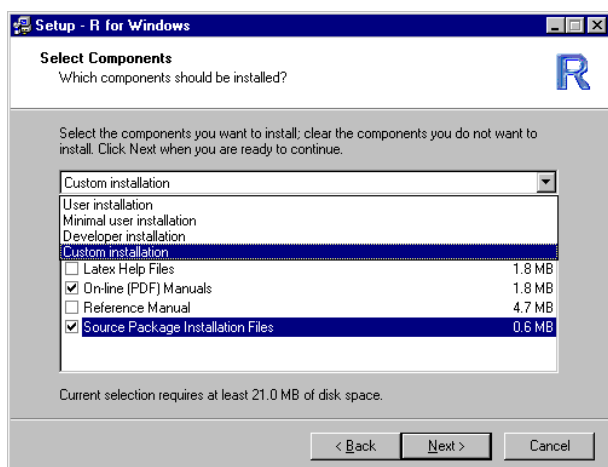 Setup - R for Windows
Select Components
Which components should be installed?
R
Select the components you want to install; clear the components you do not want to
install. Click Next when you are ready to continue.
Custom installation
User installation
Minimal user installation
Developer installation
Custom installation
Latex Help Files 1.8 MB
On-line (PDF) Manuals 1.8 MB
Reference Manual 4.7 MB
Source Package Installation Files 0.6 MB
Current selection requires at least 21.0 MB of disk space.
< Back Next > Cancel